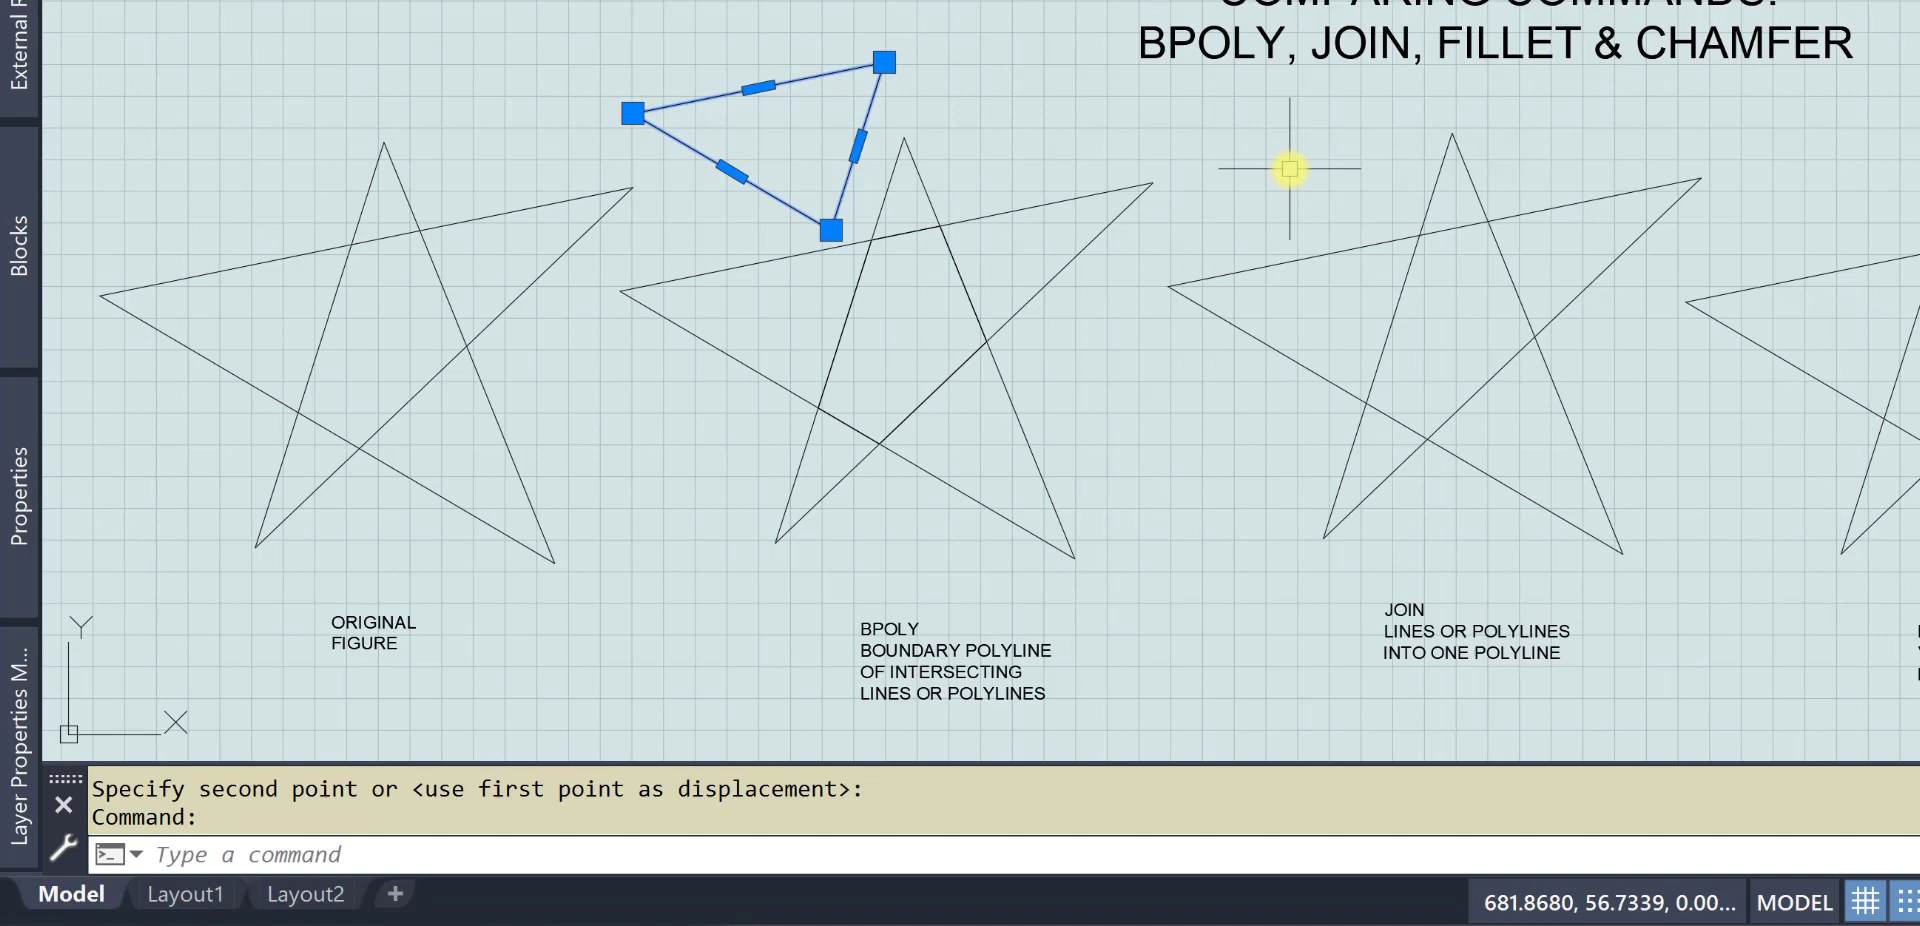 COMPARING COMMANDS:
BPOLY, JOIN, FILLET & CHAMFER
External R
Blocks
Properties
Layer Properties M...
ORIGINAL
FIGURE
BPOLY
BOUNDARY POLYLINE
OF INTERSECTING
LINES OR POLYLINES
JOIN
LINES OR POLYLINES
INTO ONE POLYLINE
Y
X
Specify second point or <use first point as displacement>:
Command:
Type a command
Model Layout1 Layout2 +
681.8680, 56.7339, 0.00... MODEL